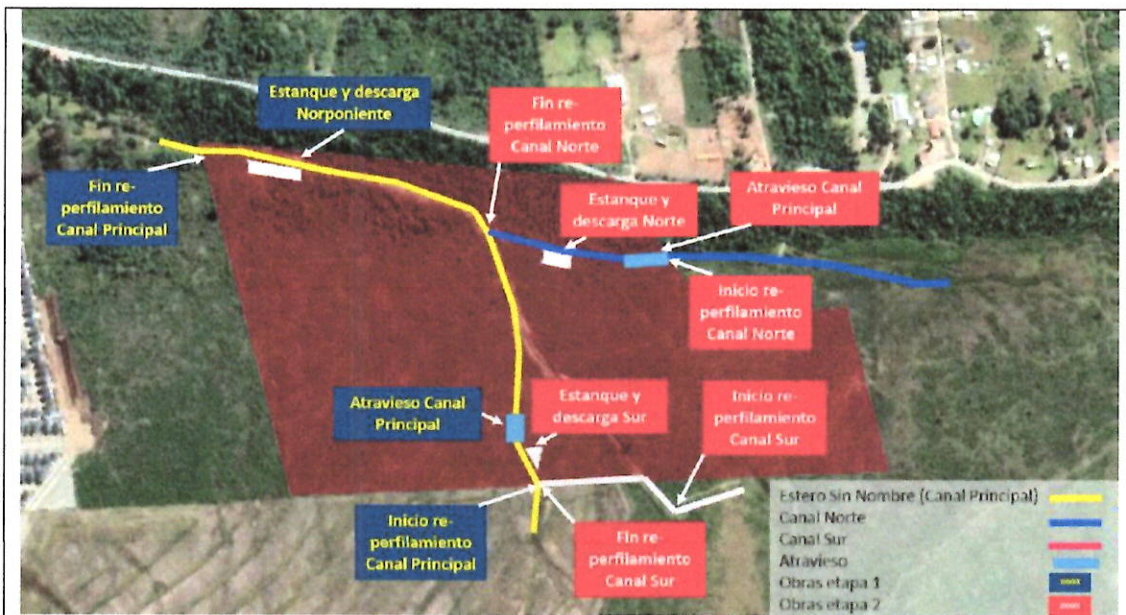 Estanque y descarga
Norponiente
Fin re-
perfilamiento
Canal Norte
Fin re-
perfilamiento
Canal Principal
Estanque y
descarga Norte
Atravieso Canal
Principal
Inicio re-
perfilamiento
Canal Norte
Atravieso Canal
Principal
Estanque y
descarga Sur
Inicio re-
perfilamiento
Canal Sur
Inicio re-
perfilamiento
Canal Principal
Fin re-
perfilamiento
Canal Sur
Estero Sin Nombre (Canal Principal)
Canal Norte
Canal Sur
Atravieso
Obras etapa 1
Obras etapa 2